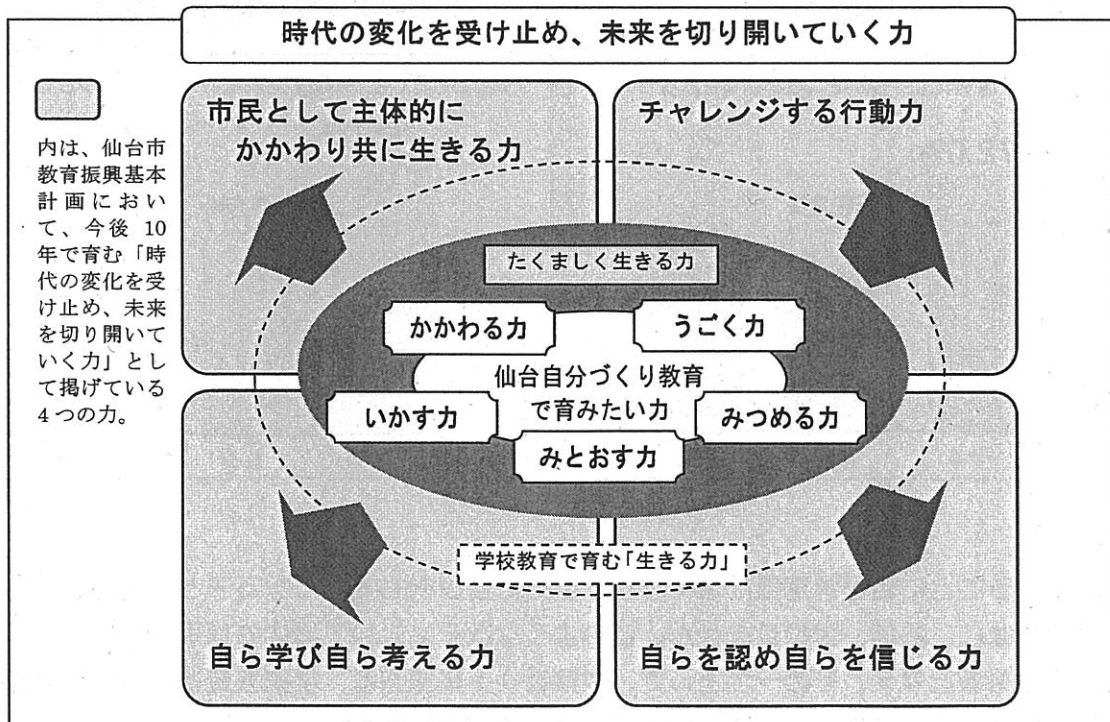 時代の変化を受け止め、未来を切り開いていく力
内は、仙台市
教育振興基本
計画におい
て、今後 10
年で育む「時
代の変化を受
け止め、未来
を切り開いて
いく力」とし
て掲げている
4つの力。
市民として主体的に
かかわり共に生きる力
チャレンジする行動力
たくましく生きる力
かかわる力
うごく力
仙台自分づくり教育
で育みたい力
いかす力
みつめる力
みとおす力
学校教育で育む「生きる力」
自ら学び自ら考える力
自らを認め自らを信じる力